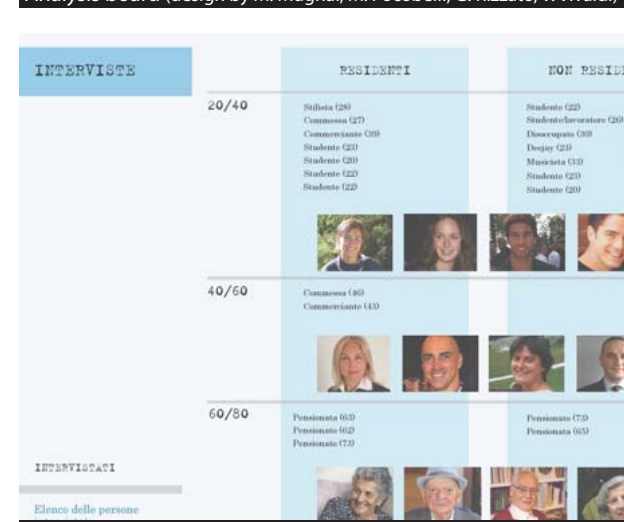 INTERVISTE
RESIDENTI
NON RESIDE
20/40
Stilista (28)
Commessa (27)
Commerciante (39)
Studente (23)
Studente (20)
Studente (22)
Studente (22)
Studente (22)
Studente/lavoratore (26)
Disoccupato (30)
Deejay (23)
Musicista (33)
Studente (23)
Studente (20)
40/60
Commessa (46)
Commerciante (43)
60/80
Pensionata (63)
Pensionato (62)
Pensionato (73)
Pensionato (73)
Pensionata (65)
INTERVISTATI
Elenco delle persone